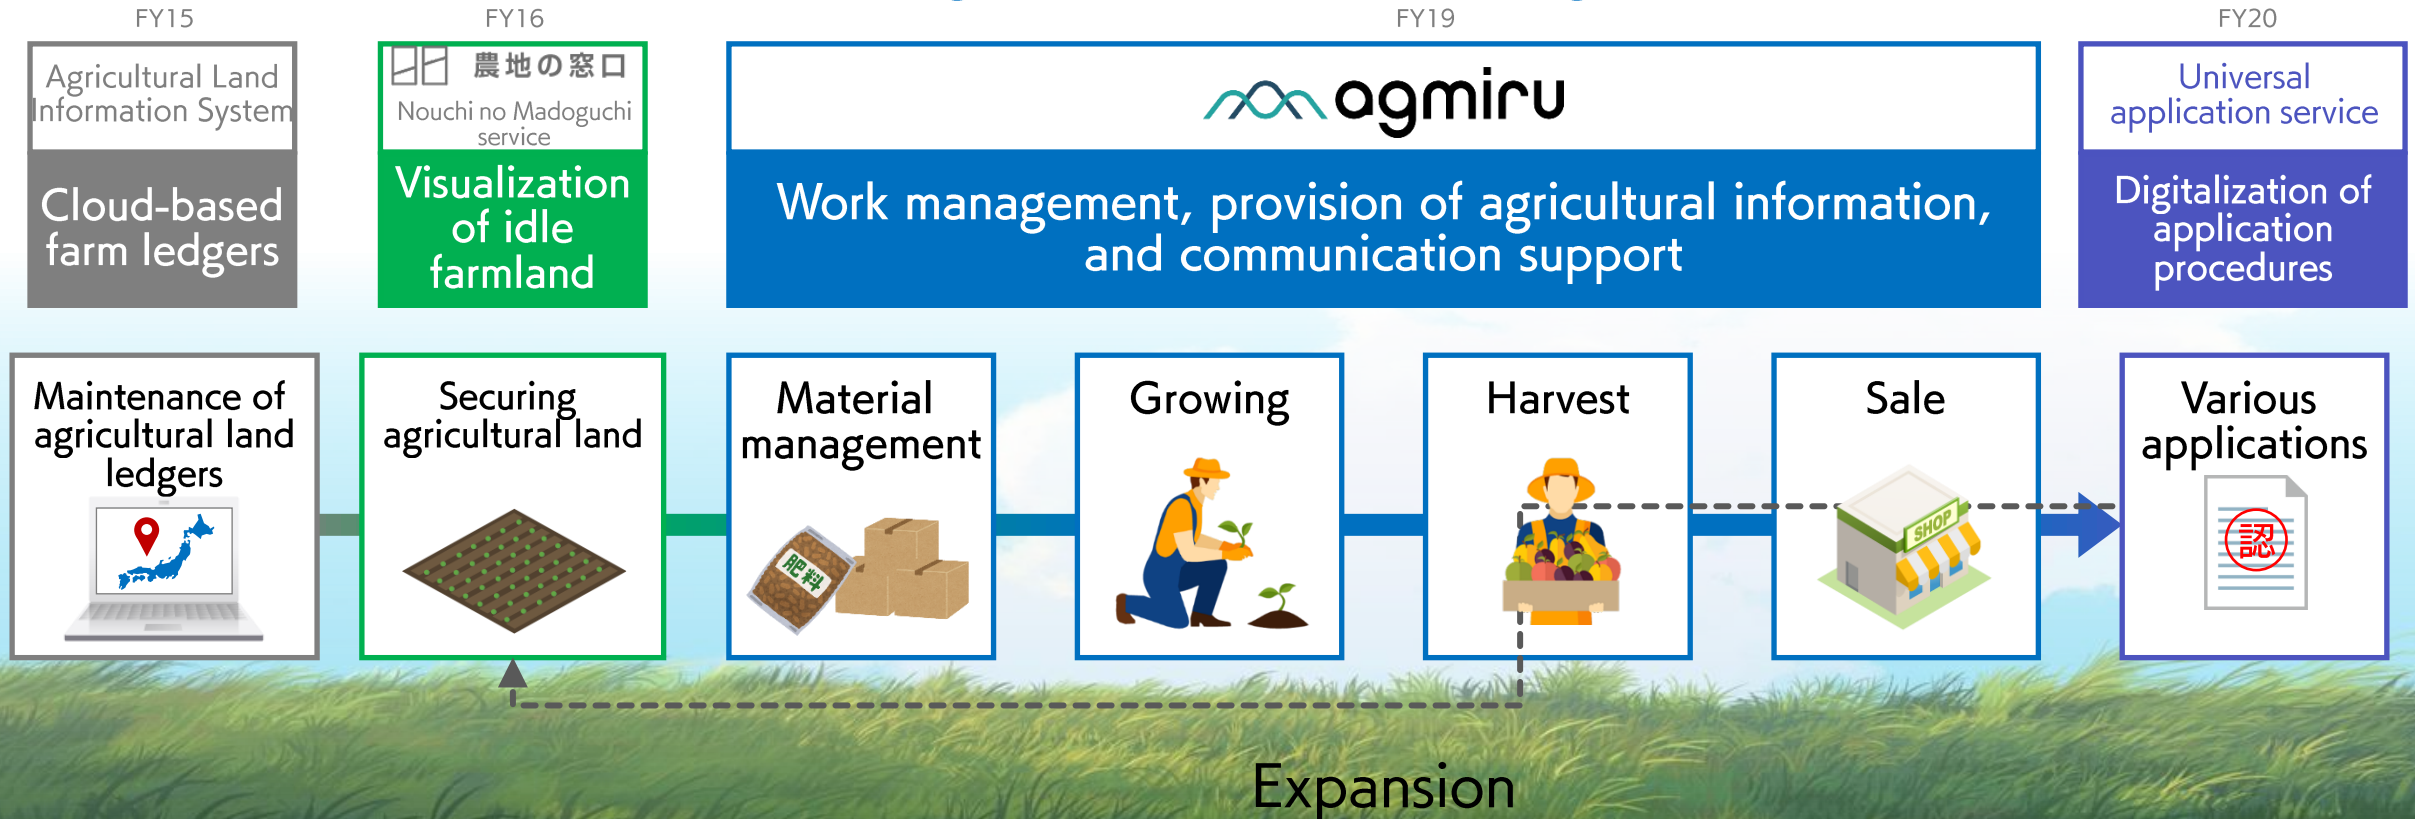 FY15
FY16
FY19
FY20
Agricultural Land
Information System
農地の窓口
Nouchi no Madoguchi
service
agmiru
Universal
application service
Cloud-based
farm ledgers
Visualization
of idle
farmland
Work management, provision of agricultural information,
and communication support
Digitalization of
application
procedures
Maintenance of
agricultural land
ledgers
Securing
agricultural land
Material
management
肥料
Growing
Harvest
Sale
SHOP
Various
applications
認
Expansion